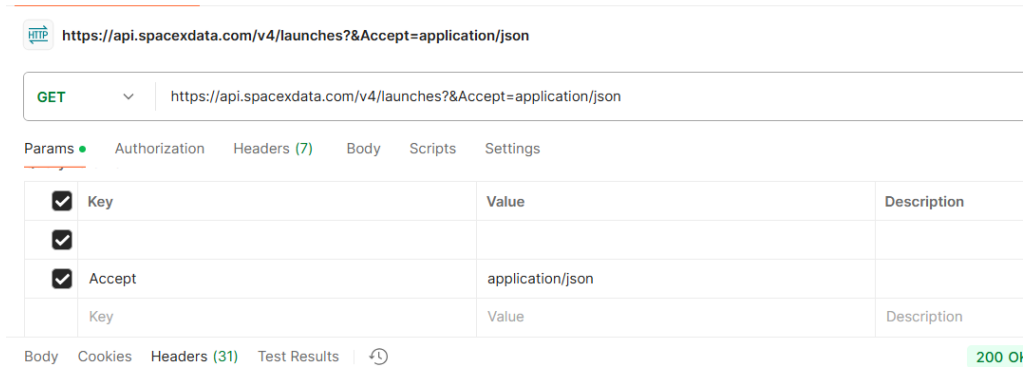 HTTP https://api.spacexdata.com/v4/launches?&Accept=application/json
GET https://api.spacexdata.com/v4/launches?&Accept=application/json
Params Authorization Headers (7) Body Scripts Settings
Key Value Description
Accept application/json
Key Value Description
Body Cookies Headers (31) Test Results 200 OK